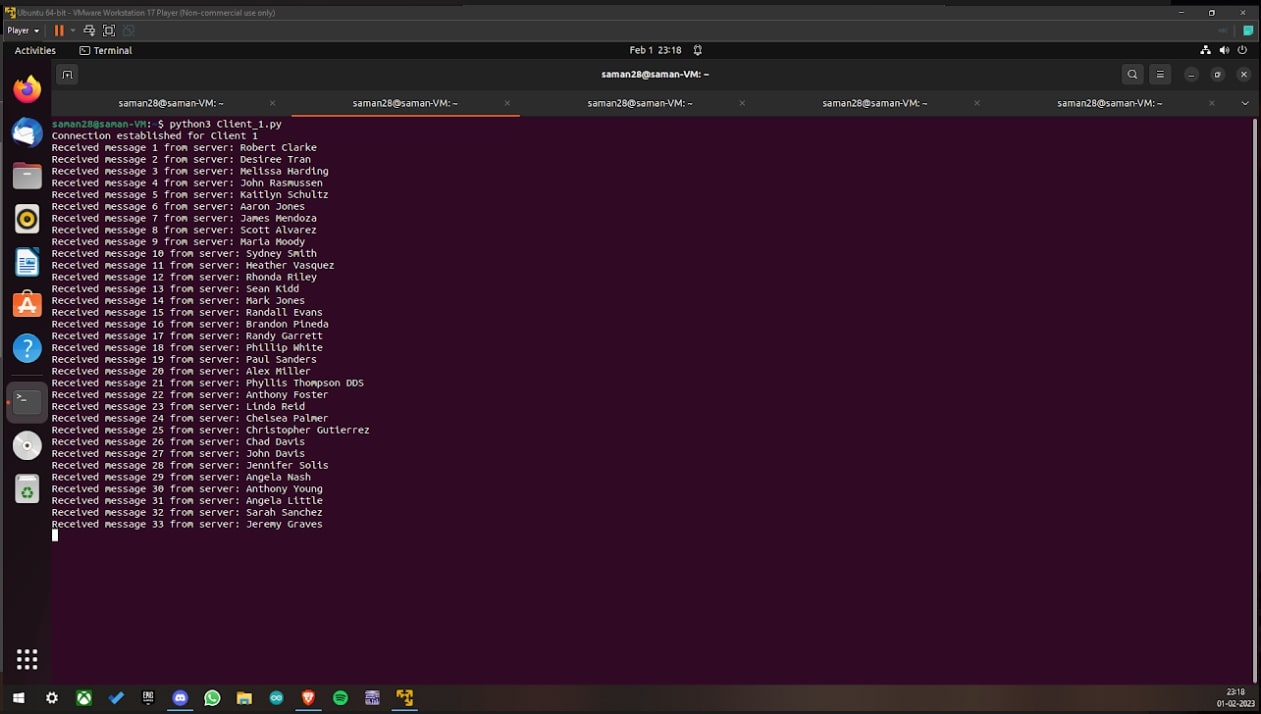 Ubuntu 64-bit - VMware Workstation 17 Player (Non-commercial use only)
Player
Activities Terminal Feb 1 23:18
saman28@saman-VM: ~
saman28@saman-VM: ~ saman28@saman-VM: ~ saman28@saman-VM: ~ saman28@saman-VM: ~ saman28@saman-VM: ~
saman28@saman-VM:~$ python3 Client_1.py
Connection established for Client 1
Received message 1 from server: Robert Clarke
Received message 2 from server: Desiree Tran
Received message 3 from server: Melissa Harding
Received message 4 from server: John Rasmussen
Received message 5 from server: Kaitlyn Schultz
Received message 6 from server: Aaron Jones
Received message 7 from server: James Mendoza
Received message 8 from server: Scott Alvarez
Received message 9 from server: Maria Moody
Received message 10 from server: Sydney Smith
Received message 11 from server: Heather Vasquez
Received message 12 from server: Rhonda Riley
Received message 13 from server: Sean Kidd
Received message 14 from server: Mark Jones
Received message 15 from server: Randall Evans
Received message 16 from server: Brandon Pineda
Received message 17 from server: Randy Garrett
Received message 18 from server: Phillip White
Received message 19 from server: Paul Sanders
Received message 20 from server: Alex Miller
Received message 21 from server: Phyllis Thompson DDS
Received message 22 from server: Anthony Foster
Received message 23 from server: Linda Reid
Received message 24 from server: Chelsea Palmer
Received message 25 from server: Christopher Gutierrez
Received message 26 from server: Chad Davis
Received message 27 from server: John Davis
Received message 28 from server: Jennifer Solis
Received message 29 from server: Angela Nash
Received message 30 from server: Anthony Young
Received message 31 from server: Angela Little
Received message 32 from server: Sarah Sanchez
Received message 33 from server: Jeremy Graves
23:18
01-02-2023